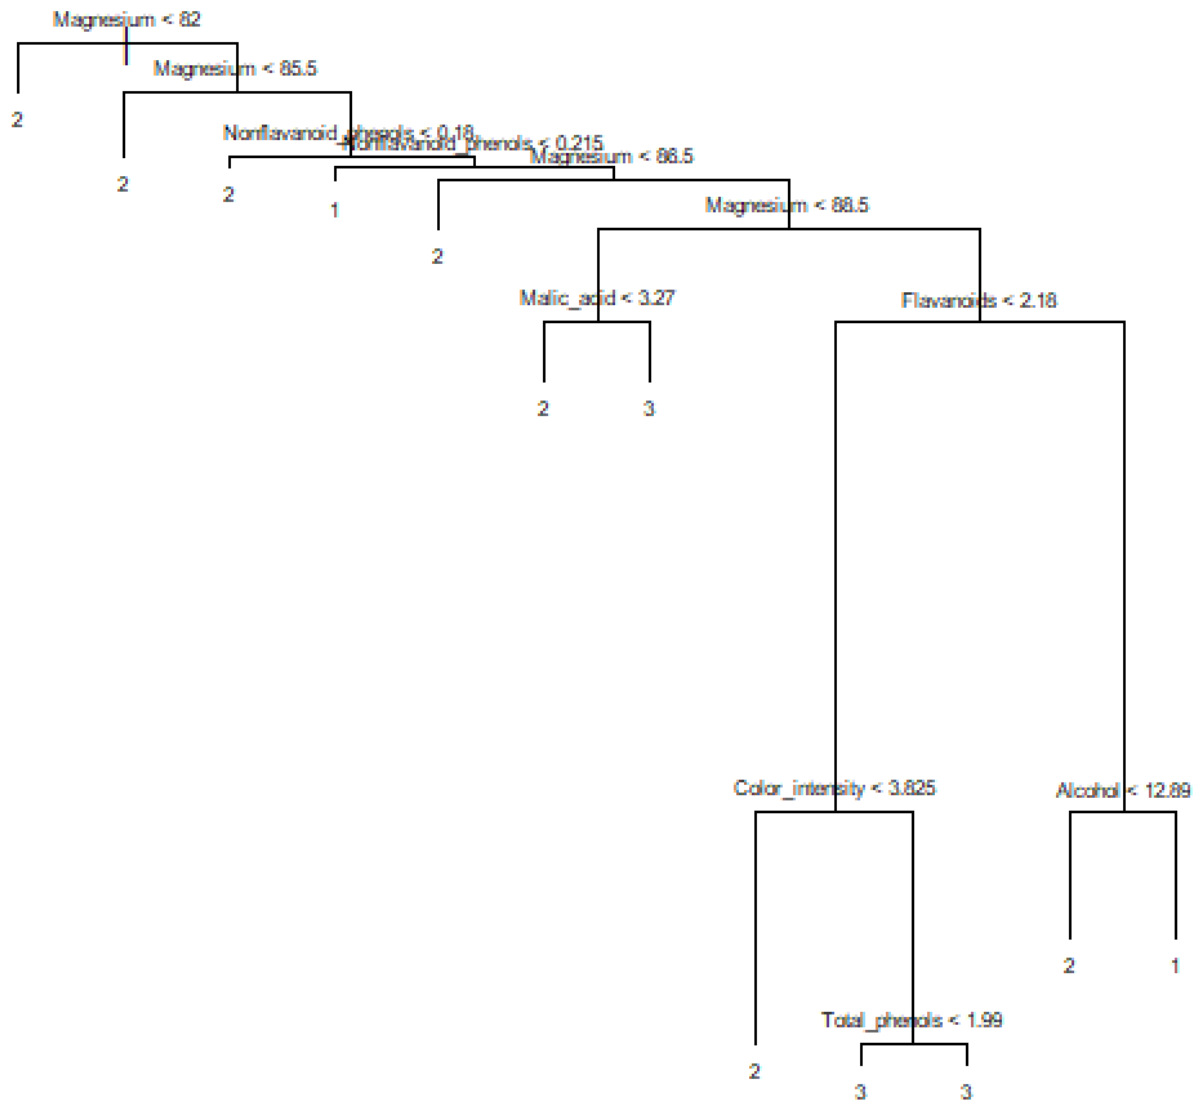 Magnesium < 82
Magnesium < 85.5
2
Nonflavanoid_phenols < 0.18
Nonflavanoid_phenols < 0.215
Magnesium < 86.5
2
2
1
Magnesium < 88.5
2
Malic_acid < 3.27
Flavanoids < 2.18
2
3
Color_intensity < 3.825
Alcohol < 12.89
2
1
Total_phenols < 1.99
2
3
3